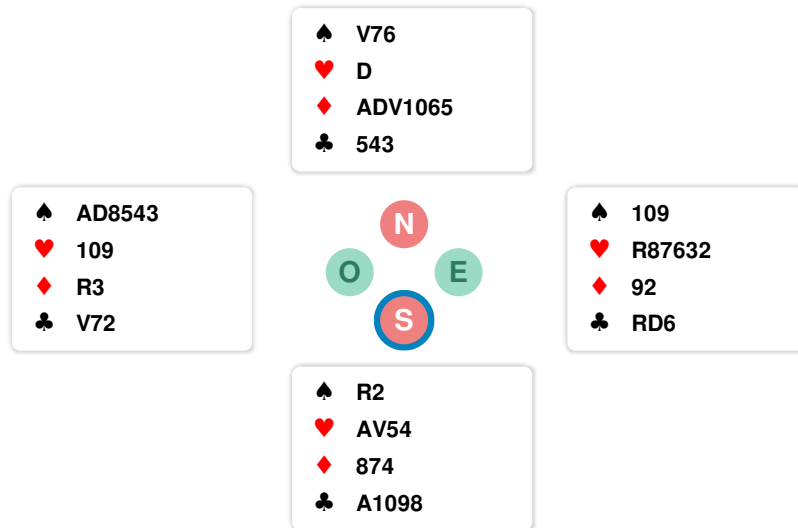 ♠ V76
♥ D
♦ ADV1065
♣ 543
♠ AD8543
♥ 109
♦ R3
♣ V72
N
O
E
S
♠ 109
♥ R87632
♦ 92
♣ RD6
♠ R2
♥ AV54
♦ 874
♣ A1098